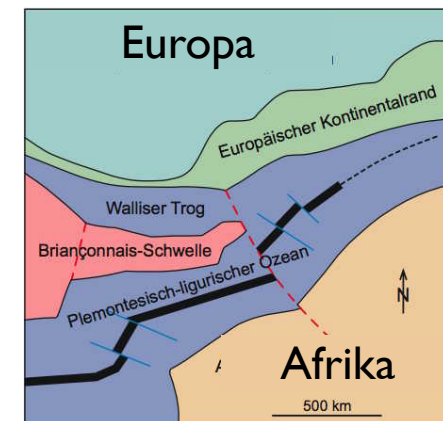 Europa
Europäischer Kontinentalrand
Walliser Trog
Briançonnais-Schwelle
Piemontesisch-ligurischer Ozean
N
Afrika
500 km